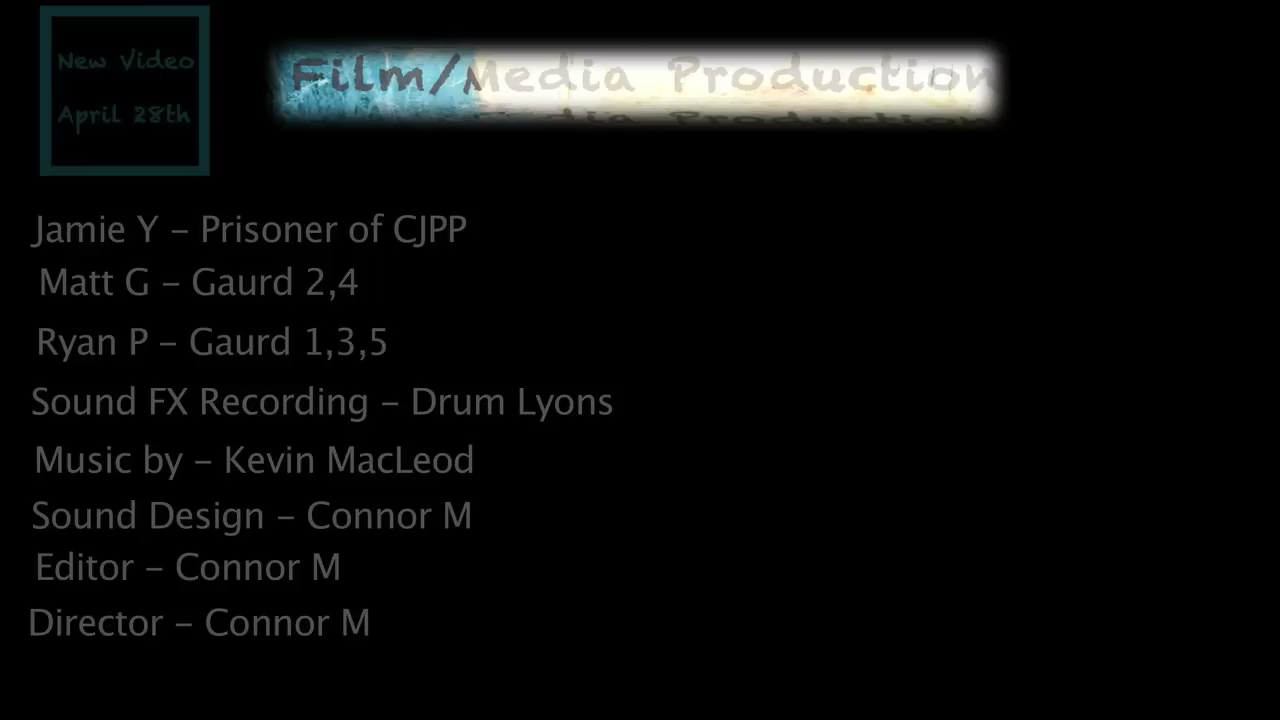 New Video
April 28th
Film/Media Production
Jamie Y – Prisoner of CJPP
Matt G – Gaurd 2,4
Ryan P – Gaurd 1,3,5
Sound FX Recording – Drum Lyons
Music by – Kevin MacLeod
Sound Design – Connor M
Editor – Connor M
Director – Connor M